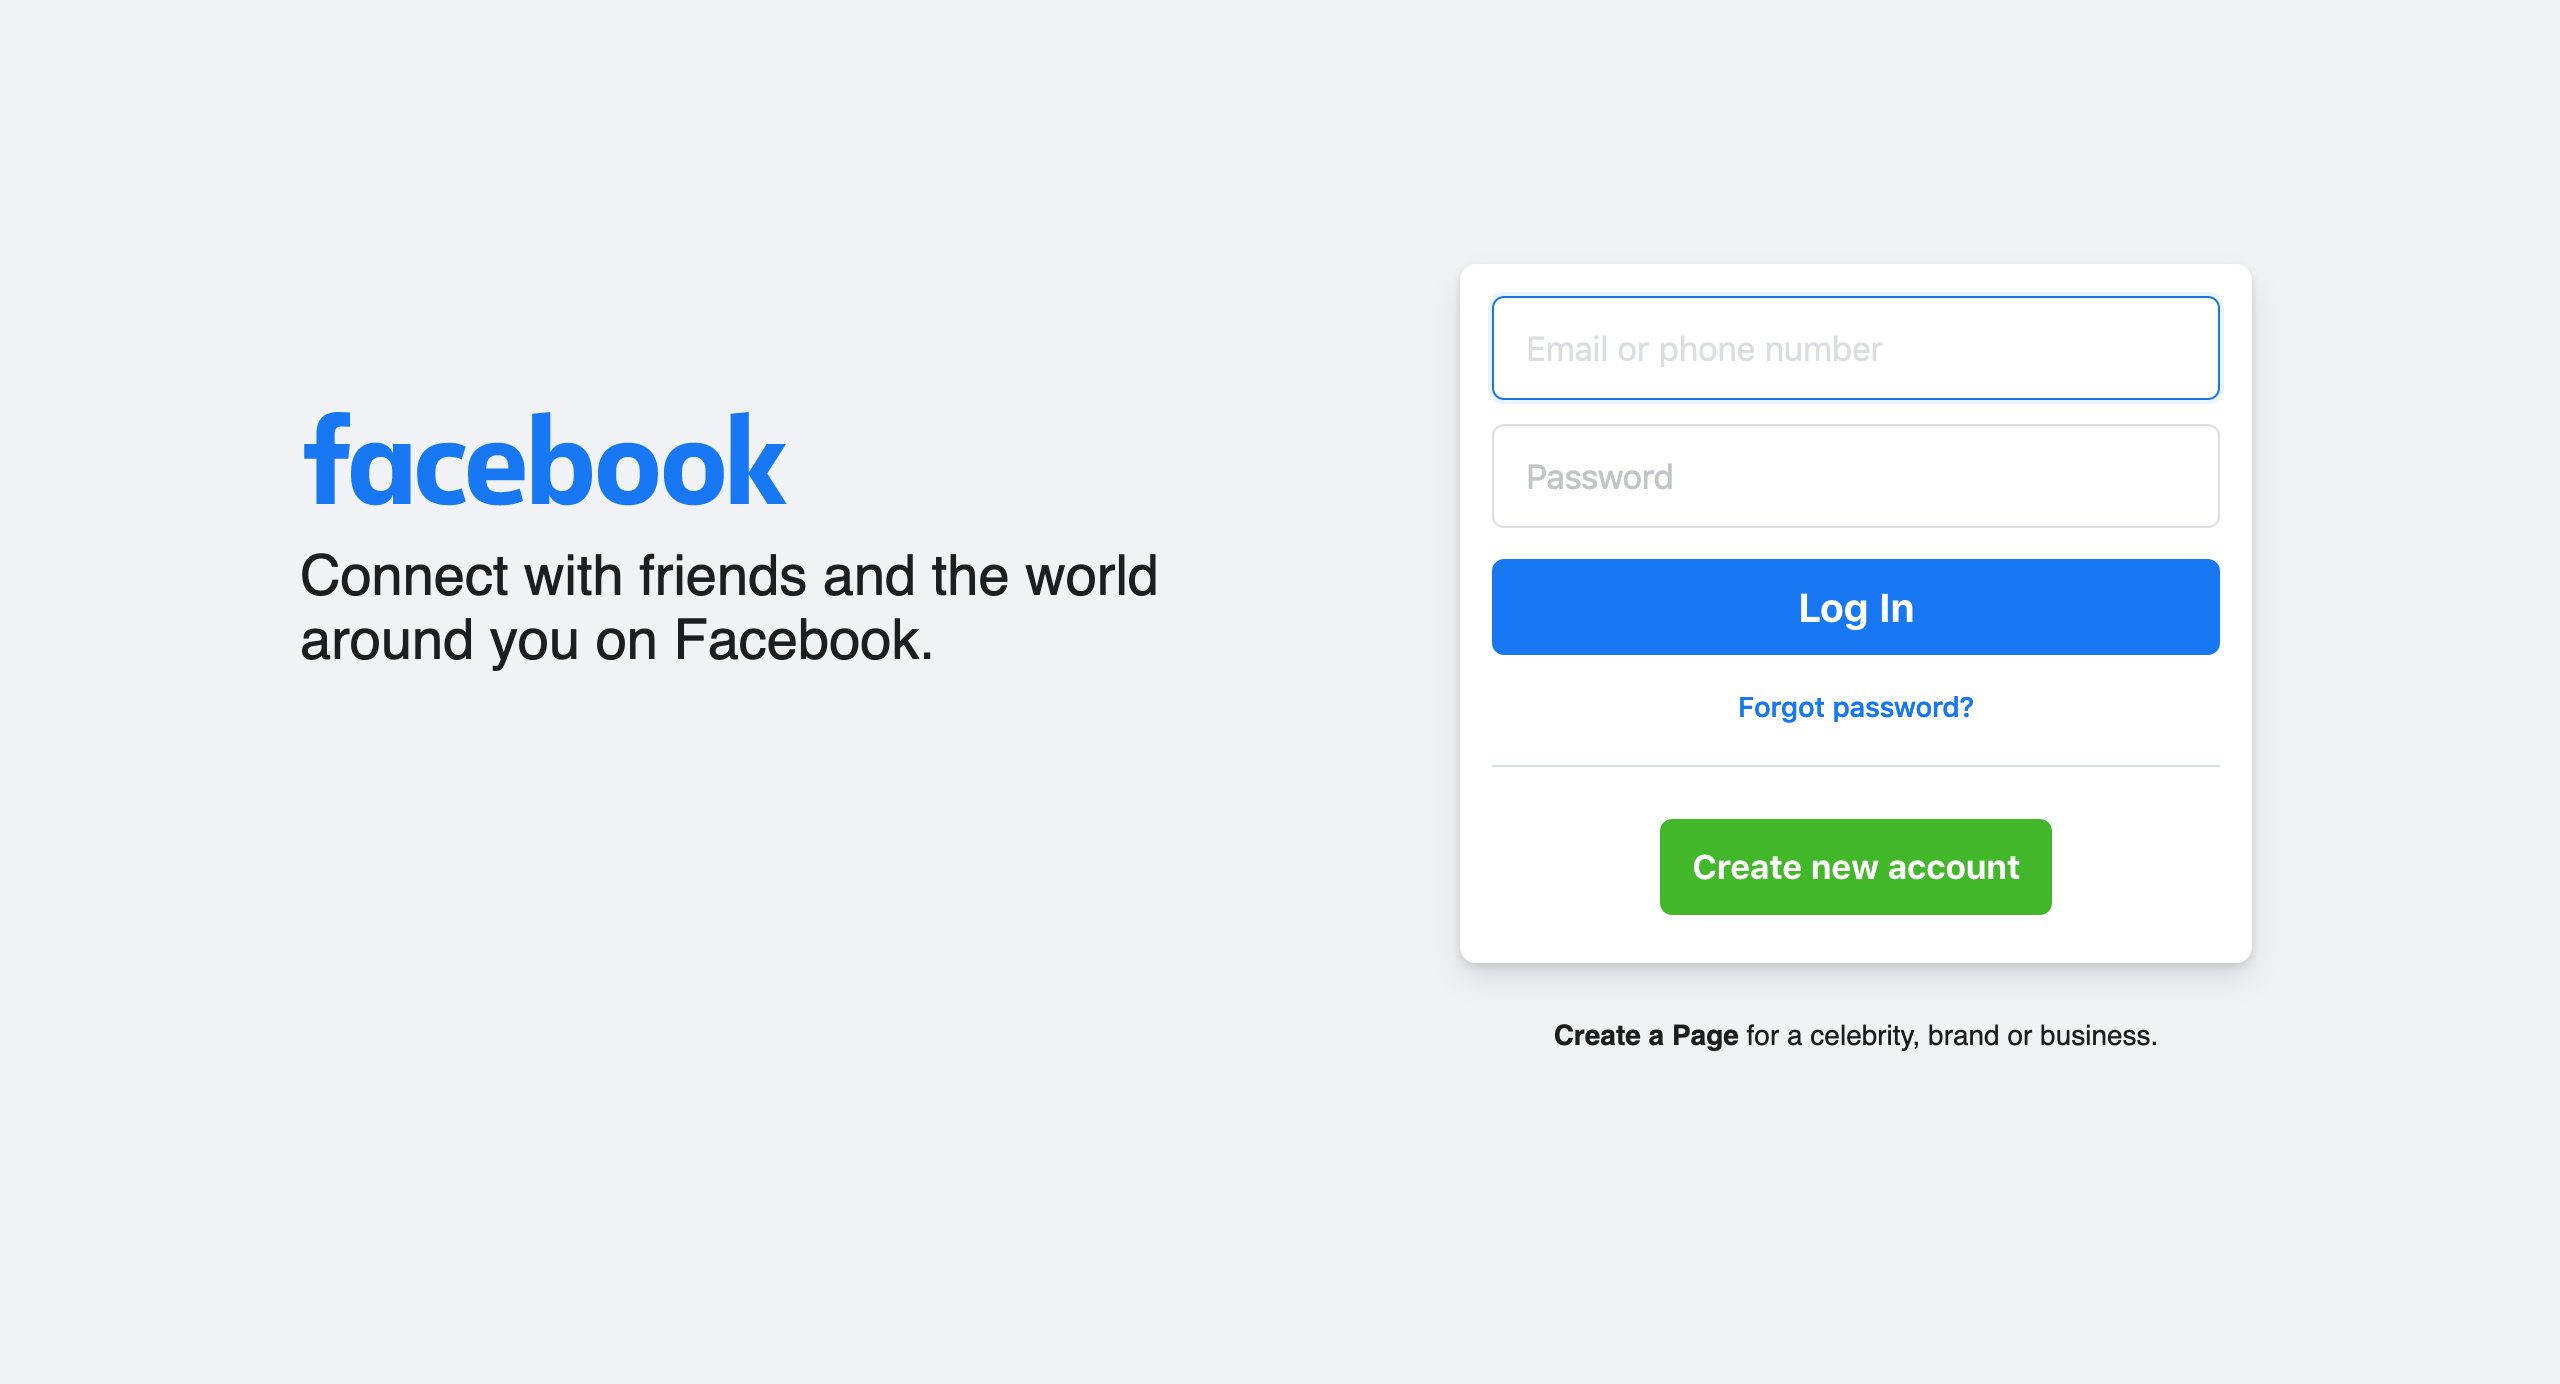 facebook
Connect with friends and the world
around you on Facebook.
Email or phone number
Password
Log In
Forgot password?
Create new account
Create a Page for a celebrity, brand or business.